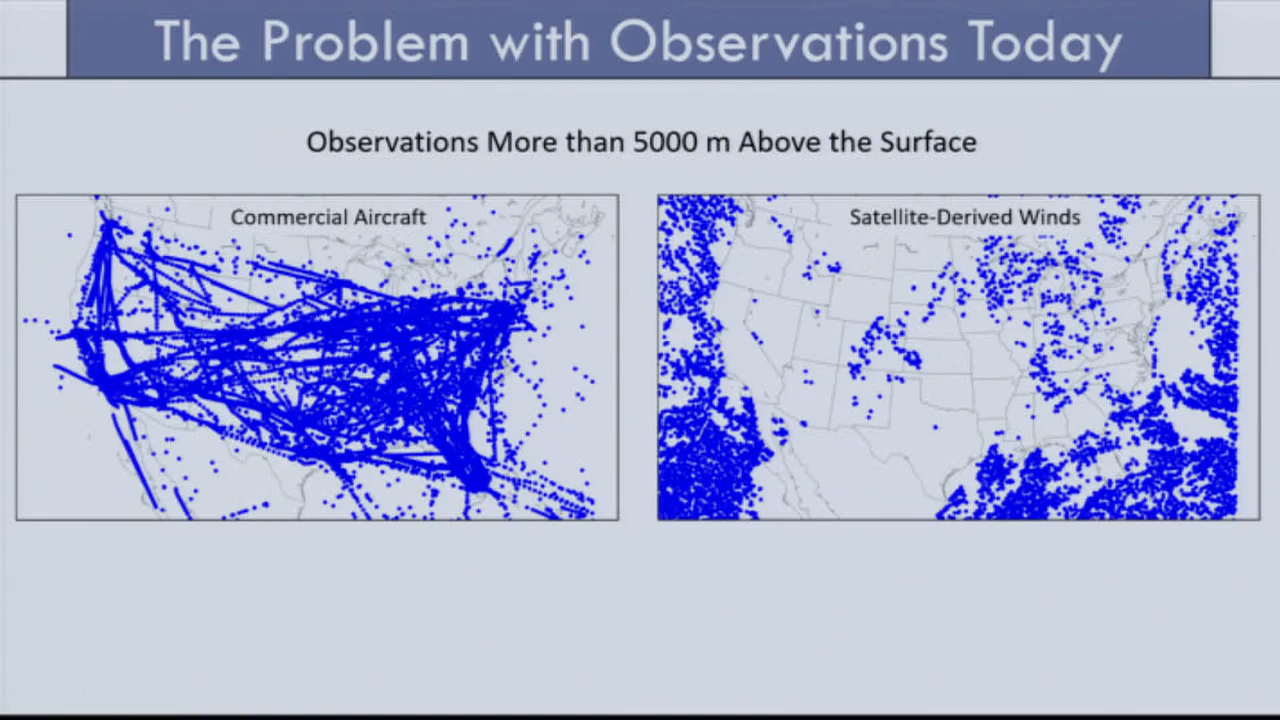 The Problem with Observations Today
Observations More than 5000 m Above the Surface
Commercial Aircraft
Satellite-Derived Winds